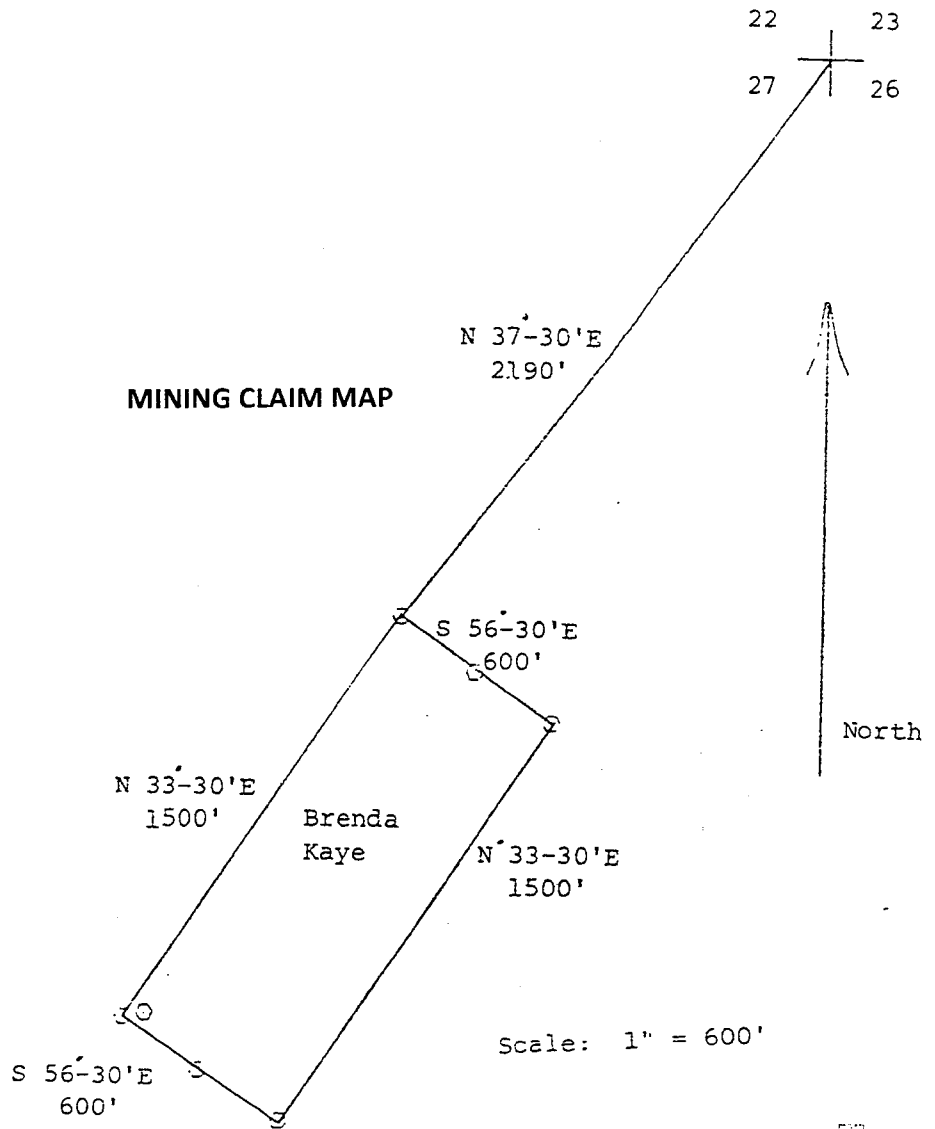 22 23
27 26
N 37°-30'E
2190'
MINING CLAIM MAP
S 56°-30'E
600'
North
N 33°-30'E
1500'
Brenda
Kaye
N 33°-30'E
1500'
Scale: 1" = 600'
S 56°-30'E
600'